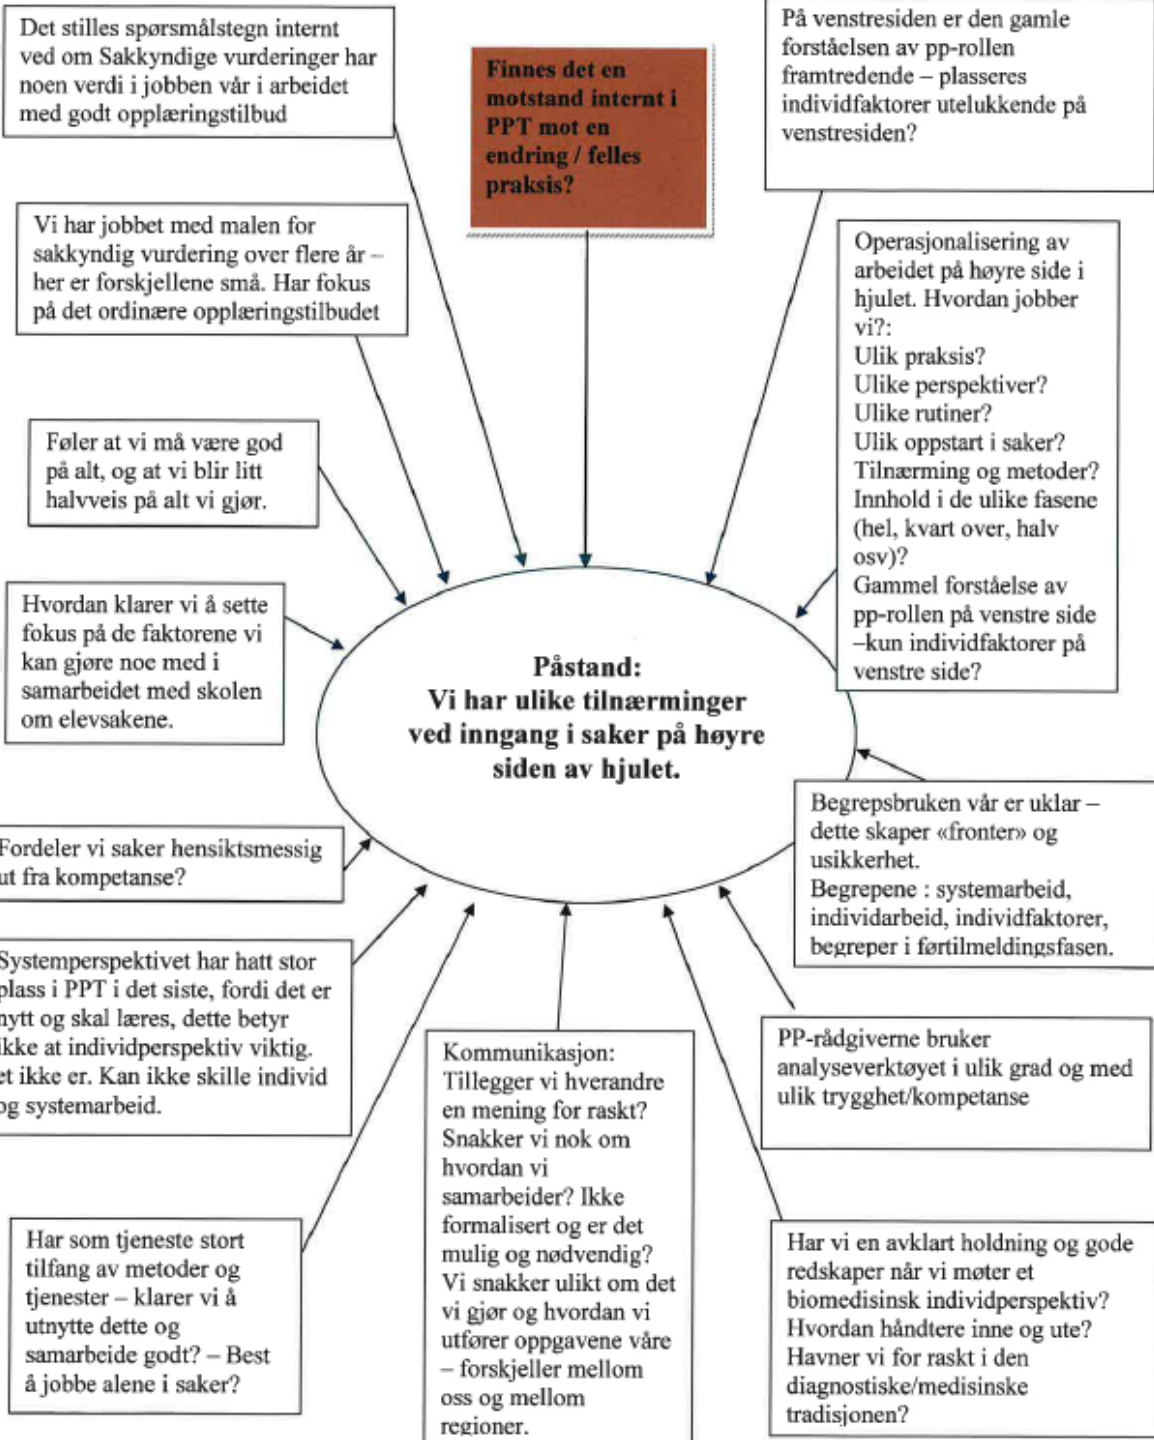 Det stilles spørsmålstegn internt
ved om Sakkyndige vurderinger har
noen verdi i jobben vår i arbeidet
med godt opplæringstilbud
Finnes det en
motstand internt i
PPT mot en
endring / felles
praksis?
På venstresiden er den gamle
forståelsen av pp-rollen
framtredende – plasseres
individfaktorer utelukkende på
venstresiden?
Vi har jobbet med malen for
sakkyndig vurdering over flere år –
her er forskjellene små. Har fokus
på det ordinære opplæringstilbudet
Operasjonalisering av
arbeidet på høyre side i
hjulet. Hvordan jobber
vi?:
Ulik praksis?
Ulike perspektiver?
Ulike rutiner?
Ulik oppstart i saker?
Tilnærming og metoder?
Innhold i de ulike fasene
(hel, kvart over, halv
osv)?
Gammel forståelse av
pp-rollen på venstre side
–kun individfaktorer på
venstre side?
Føler at vi må være god
på alt, og at vi blir litt
halvveis på alt vi gjør.
Hvordan klarer vi å sette
fokus på de faktorene vi
kan gjøre noe med i
samarbeidet med skolen
om elevsakene.
Påstand:
Vi har ulike tilnærminger
ved inngang i saker på høyre
siden av hjulet.
Begrepsbruken vår er uklar –
dette skaper «fronter» og
usikkerhet.
Begrepene : systemarbeid,
individarbeid, individfaktorer,
begreper i førtilmeldingsfasen.
Fordeler vi saker hensiktsmessig
ut fra kompetanse?
Systemperspektivet har hatt stor
plass i PPT i det siste, fordi det er
nytt og skal læres, dette betyr
ikke at individperspektiv viktig.
et ikke er. Kan ikke skille individ
og systemarbeid.
PP-rådgiverne bruker
analyseverktøyet i ulik grad og med
ulik trygghet/kompetanse
Kommunikasjon:
Tillegger vi hverandre
en mening for raskt?
Snakker vi nok om
hvordan vi
samarbeider? Ikke
formalisert og er det
mulig og nødvendig?
Vi snakker ulikt om det
vi gjør og hvordan vi
utfører oppgavene våre
– forskjeller mellom
oss og mellom
regioner.
Har som tjeneste stort
tilfang av metoder og
tjenester – klarer vi å
utnytte dette og
samarbeide godt? – Best
å jobbe alene i saker?
Har vi en avklart holdning og gode
redskaper når vi møter et
biomedisinsk individperspektiv?
Hvordan håndtere inne og ute?
Havner vi for raskt i den
diagnostiske/medisinske
tradisjonen?